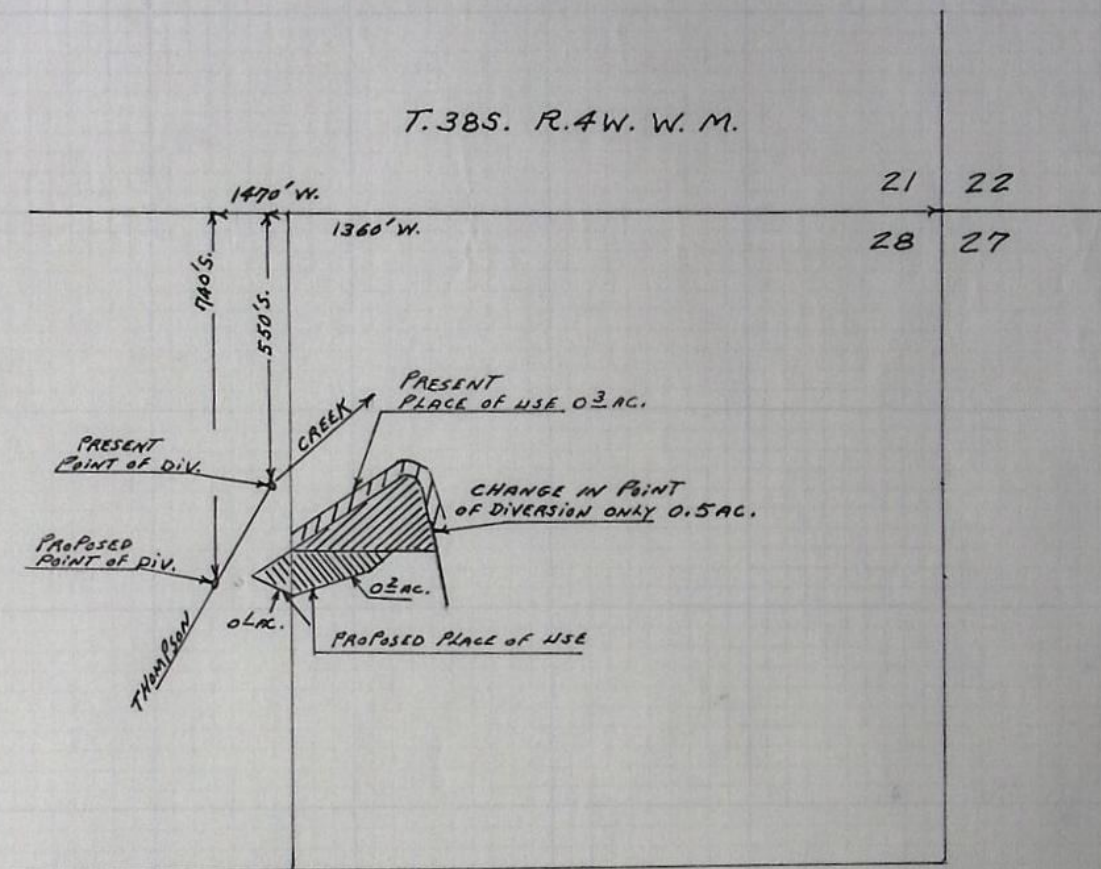 T. 38S. R. 4W. W. M.
21 22
1470' W.
1360' W.
28 27
740' S.
550' S.
PRESENT
PLACE OF USE 0.3 AC.
CREEK
PRESENT
POINT OF DIV.
CHANGE IN POINT
OF DIVERSION ONLY 0.5 AC.
PROPOSED
POINT OF DIV.
0.2 AC.
0.1 AC.
PROPOSED PLACE OF USE
THOMPSON